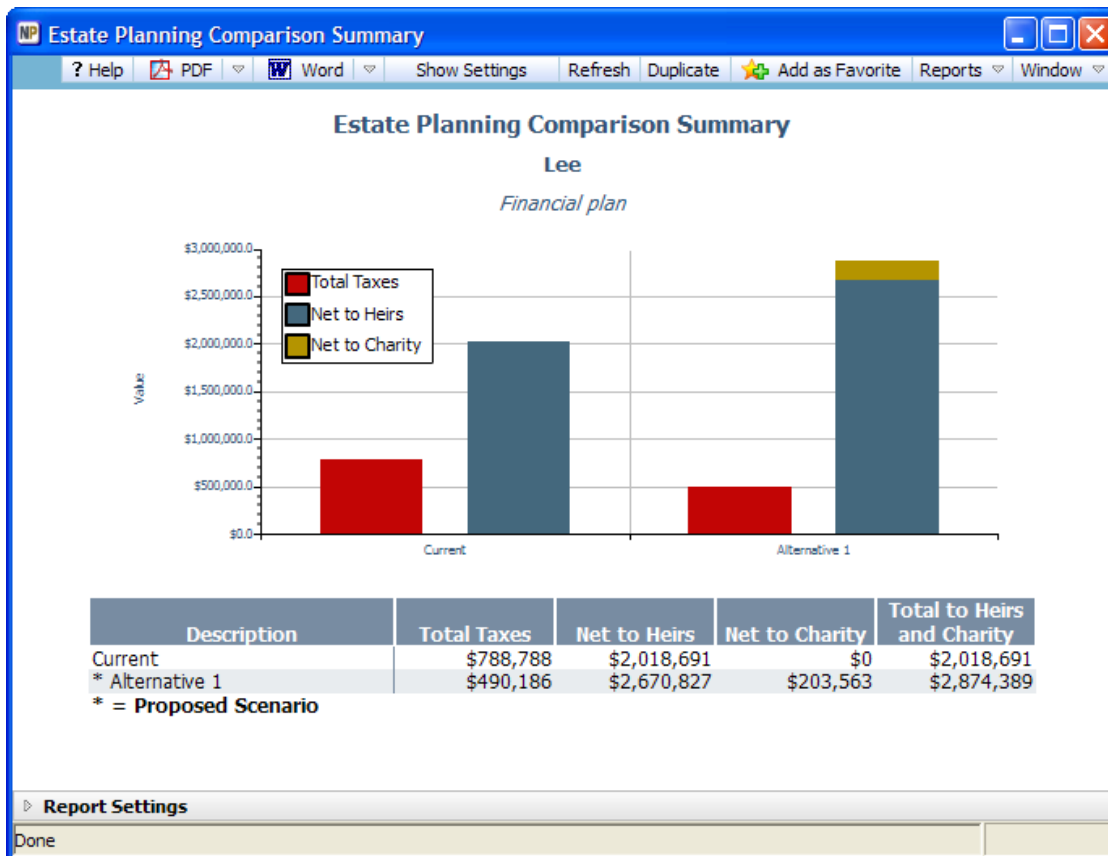 NP Estate Planning Comparison Summary
? Help PDF W Word Show Settings Refresh Duplicate Add as Favorite Reports Window
Estate Planning Comparison Summary
Lee
Financial plan
$3,000,000.0
$2,500,000.0
$2,000,000.0
$1,500,000.0
$1,000,000.0
$500,000.0
$0.0
Value
Total Taxes
Net to Heirs
Net to Charity
Current Alternative 1
Description Total Taxes Net to Heirs Net to Charity Total to Heirs and Charity
Current $788,788 $2,018,691 $0 $2,018,691
* Alternative 1 $490,186 $2,670,827 $203,563 $2,874,389
* = Proposed Scenario
Report Settings
Done